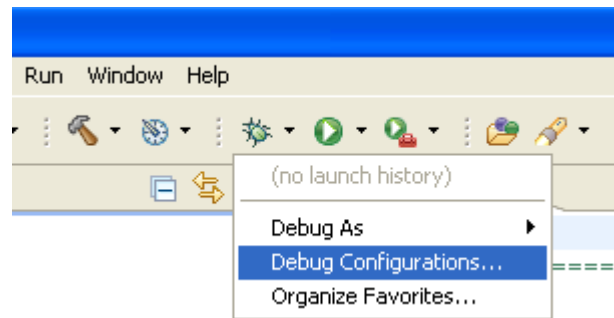 Run Window Help
(no launch history)
Debug As
Debug Configurations...
Organize Favorites...